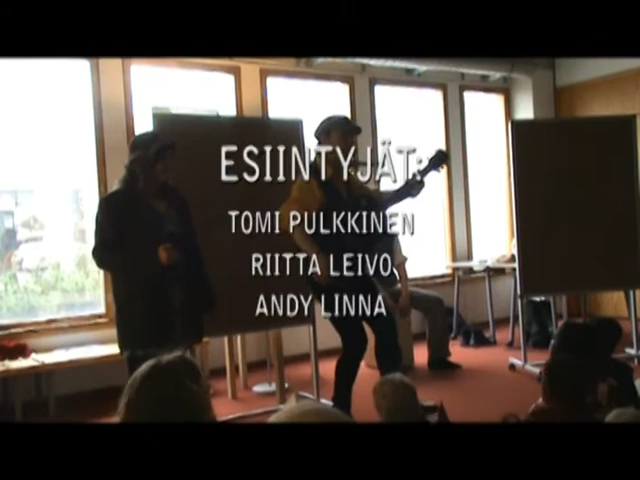 ESIINTYJÄT:
TOMI PULKKINEN
RIITTA LEIVO
ANDY LINNA